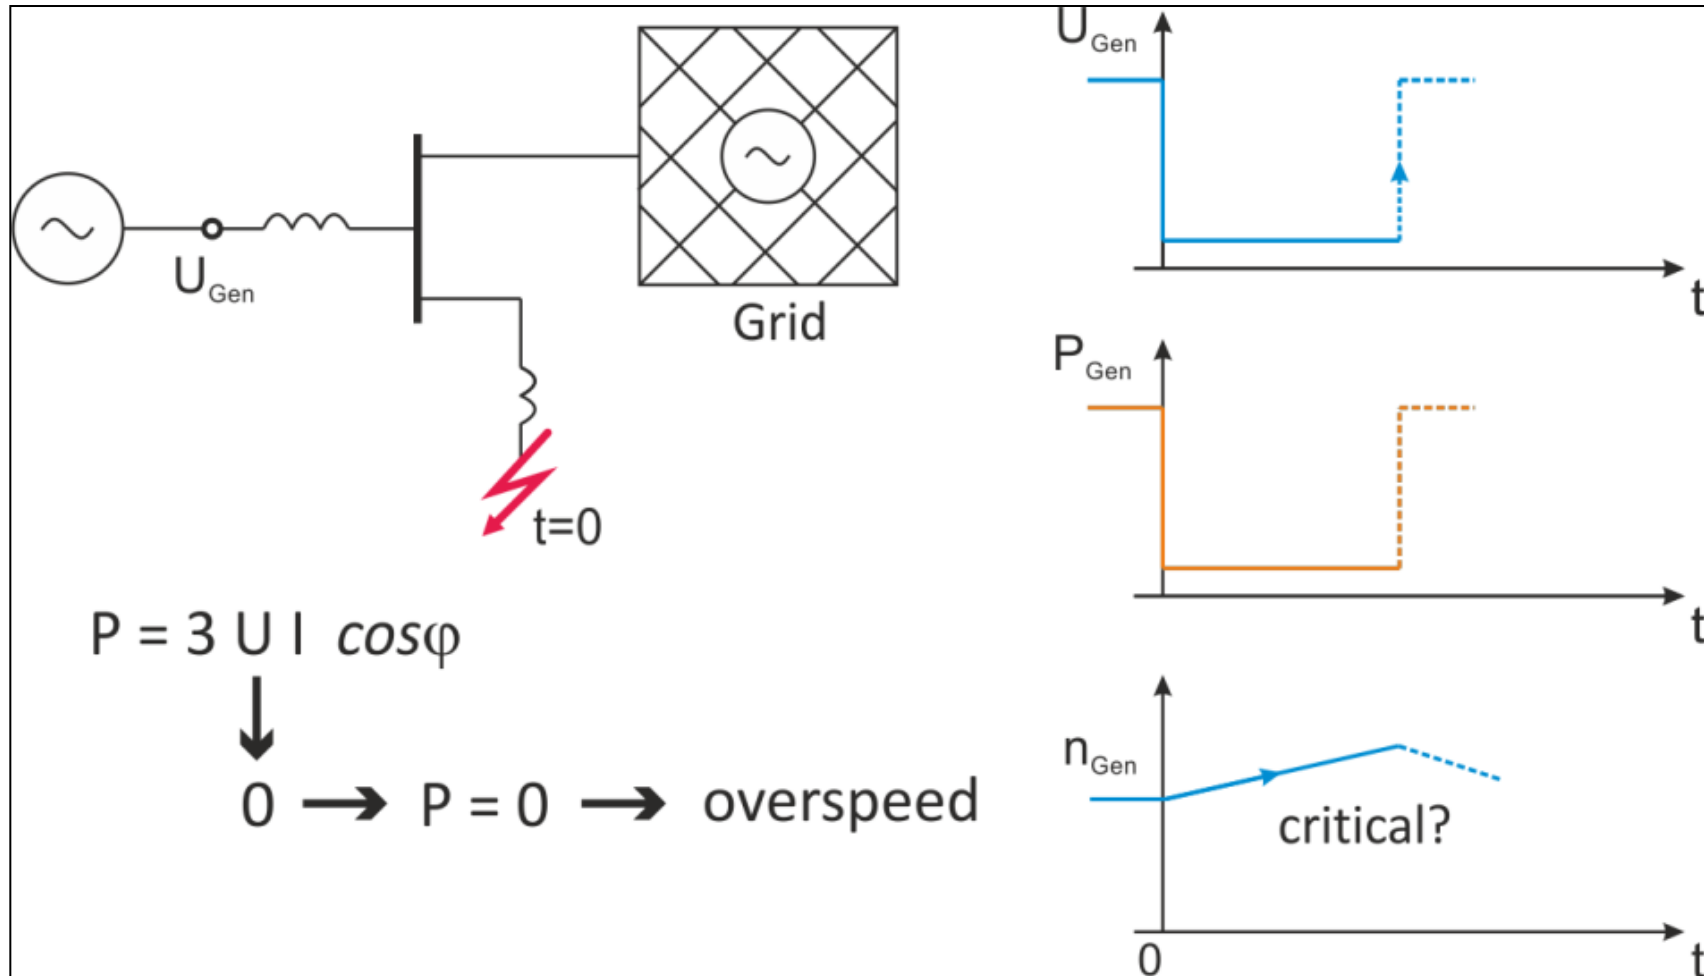 U Gen
Grid
t=0
P = 3 U I cosφ
0 → P = 0 → overspeed
U Gen
t
P Gen
t
n Gen
critical?
0
t